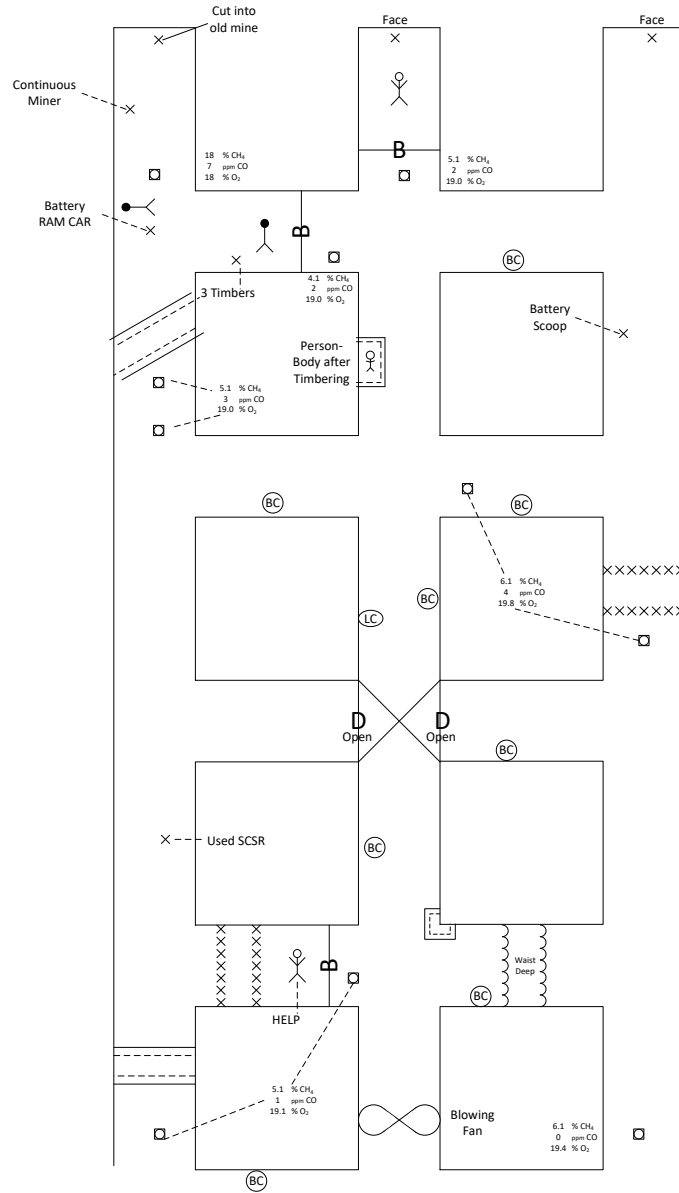 Cut into
old mine
Face
Face
Continuous
Miner
B
18 % CH₄
7 ppm CO
18 % O₂
5.1 % CH₄
2 ppm CO
19.0 % O₂
Battery
RAM CAR
B
BC
4.1 % CH₄
2 ppm CO
19.0 % O₂
3 Timbers
Battery
Scoop
Person-
Body after
Timbering
5.1 % CH₄
3 ppm CO
19.0 % O₂
BC
BC
6.1 % CH₄
4 ppm CO
19.8 % O₂
BC
LC
D
Open
D
Open
BC
Used SCSR
BC
B
Waist
Deep
BC
HELP
5.1 % CH₄
1 ppm CO
19.1 % O₂
Blowing
Fan
6.1 % CH₄
0 ppm CO
19.4 % O₂
BC